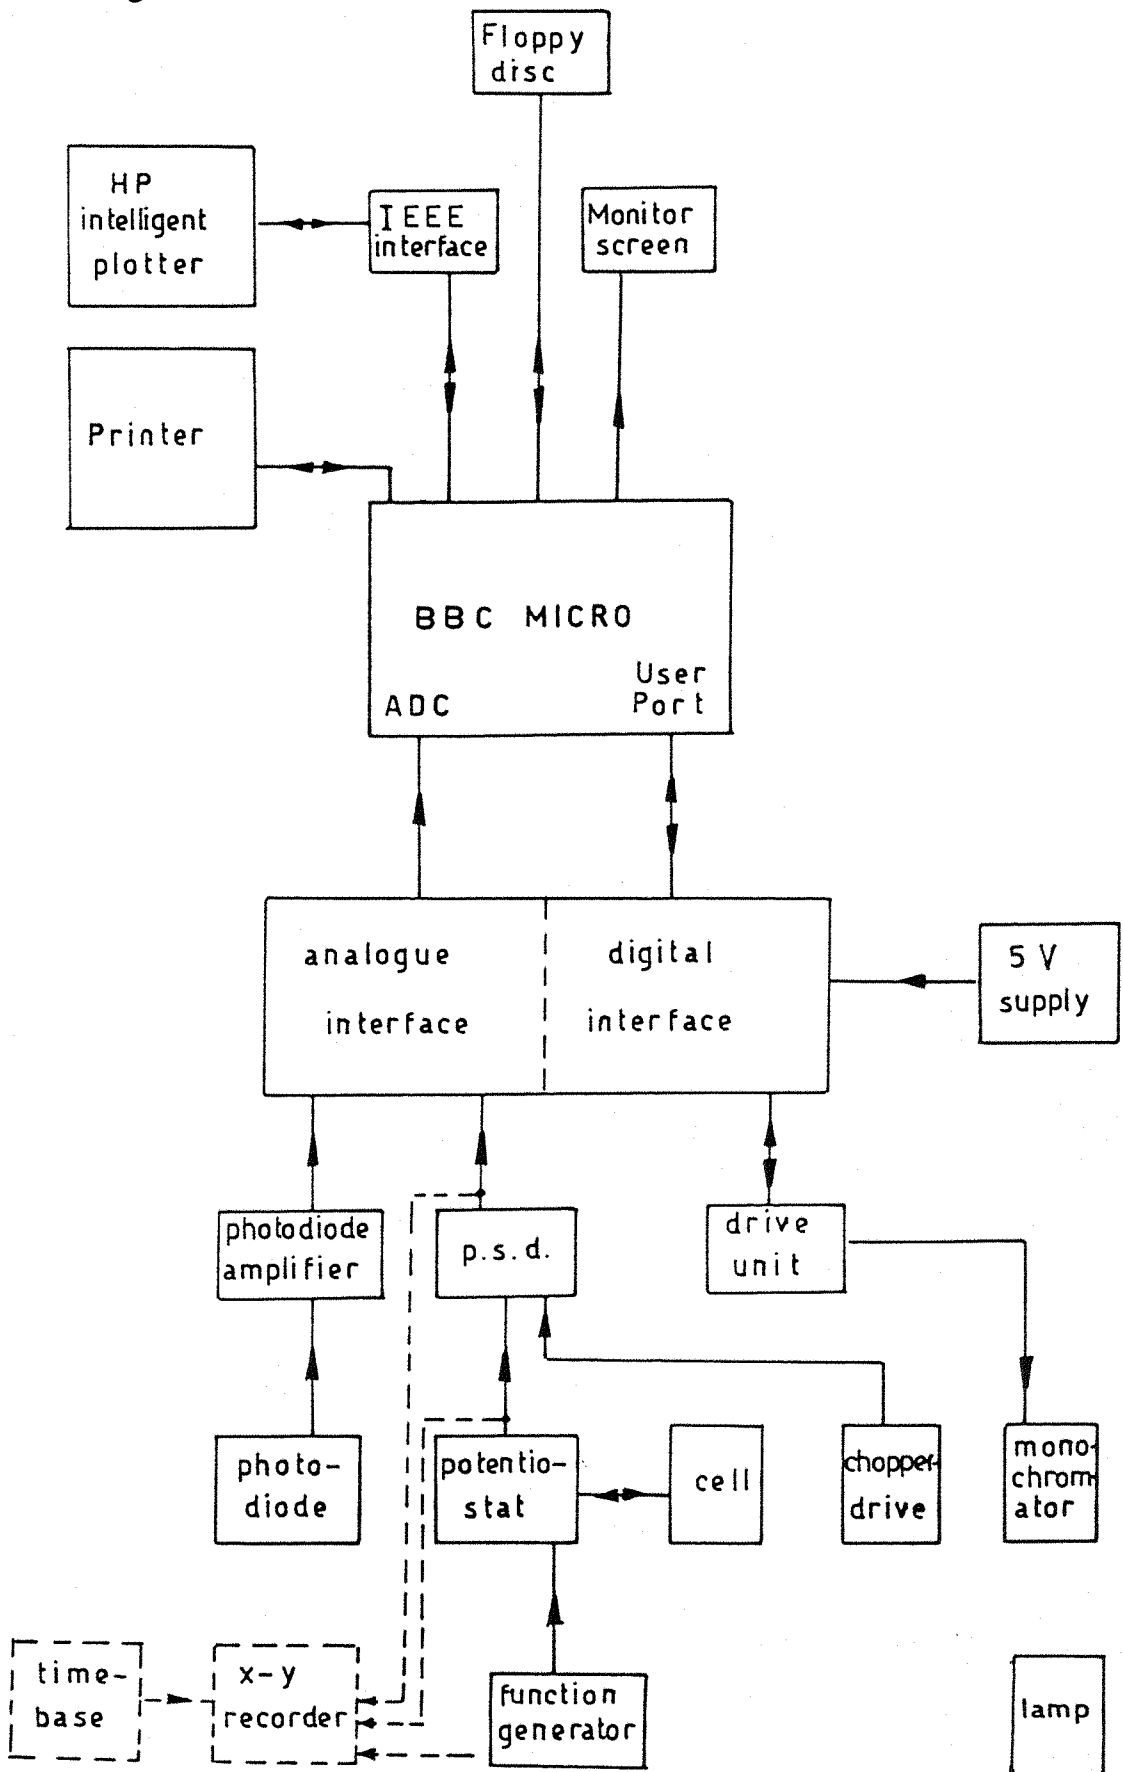 Floppy
disc
HP
intelligent
plotter
IEEE
interface
Monitor
screen
Printer
BBC MICRO
ADC
User
Port
analogue
interface
digital
interface
5 V
supply
photodiode
amplifier
p.s.d.
drive
unit
photo-
diode
potentio-
stat
cell
chopper-
drive
mono-
chrom-
ator
time-
base
x-y
recorder
function
generator
lamp